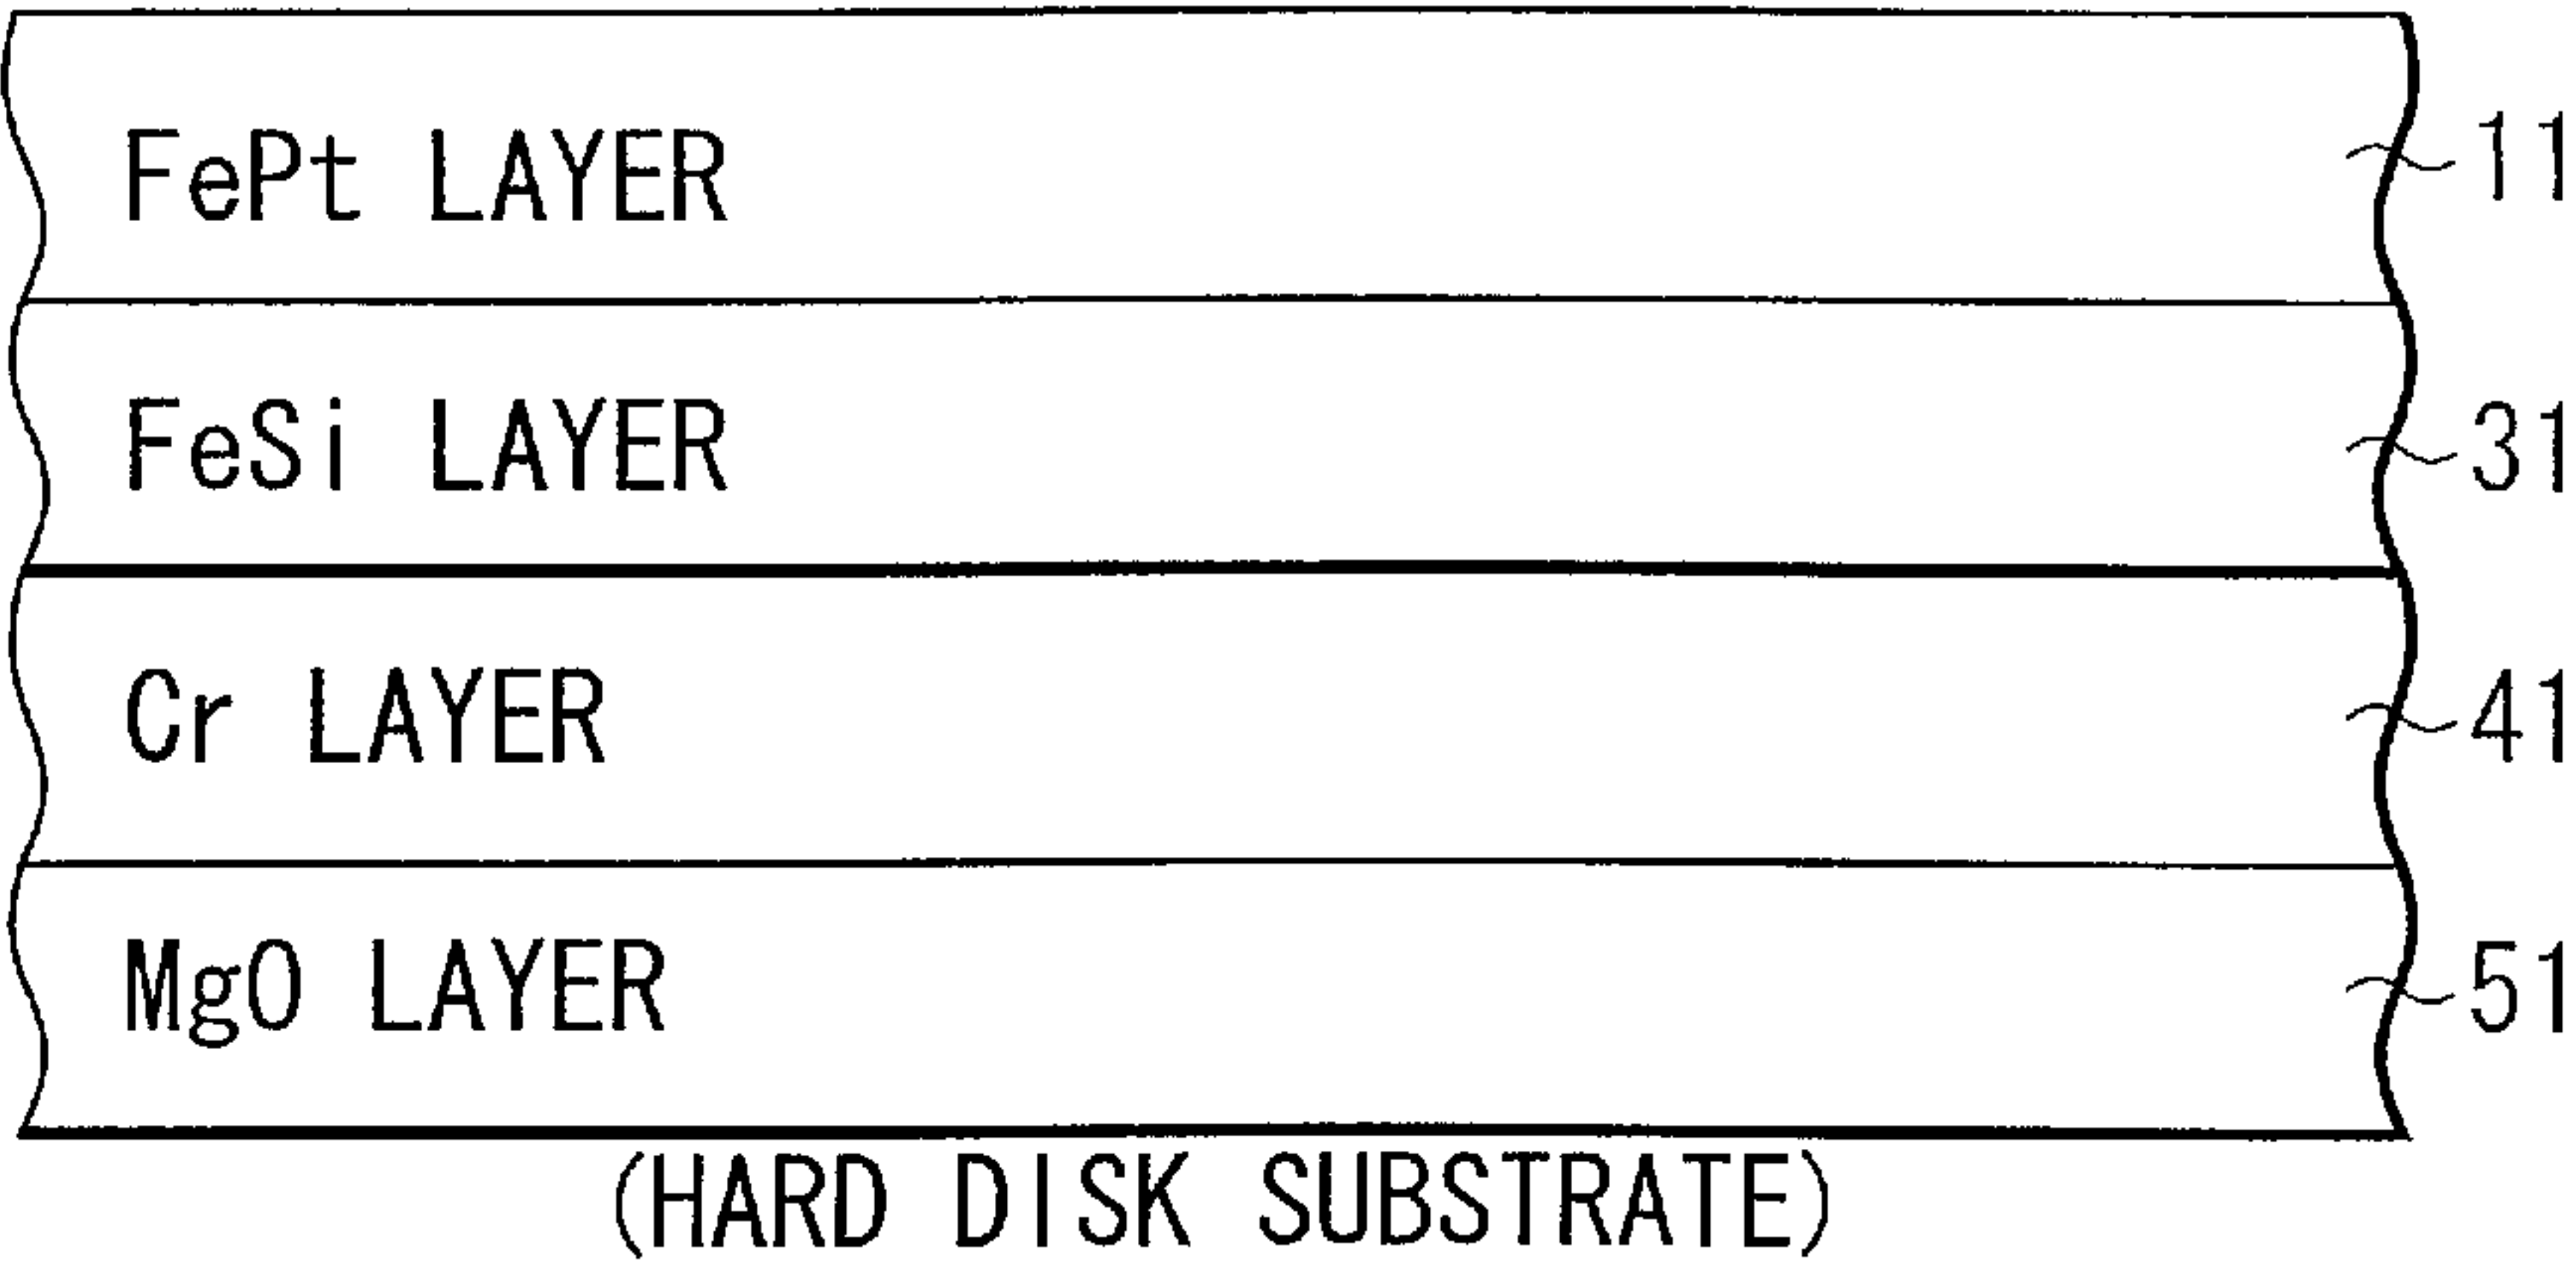 FePt LAYER 11
FeSi LAYER 31
Cr LAYER 41
MgO LAYER 51
(HARD DISK SUBSTRATE)